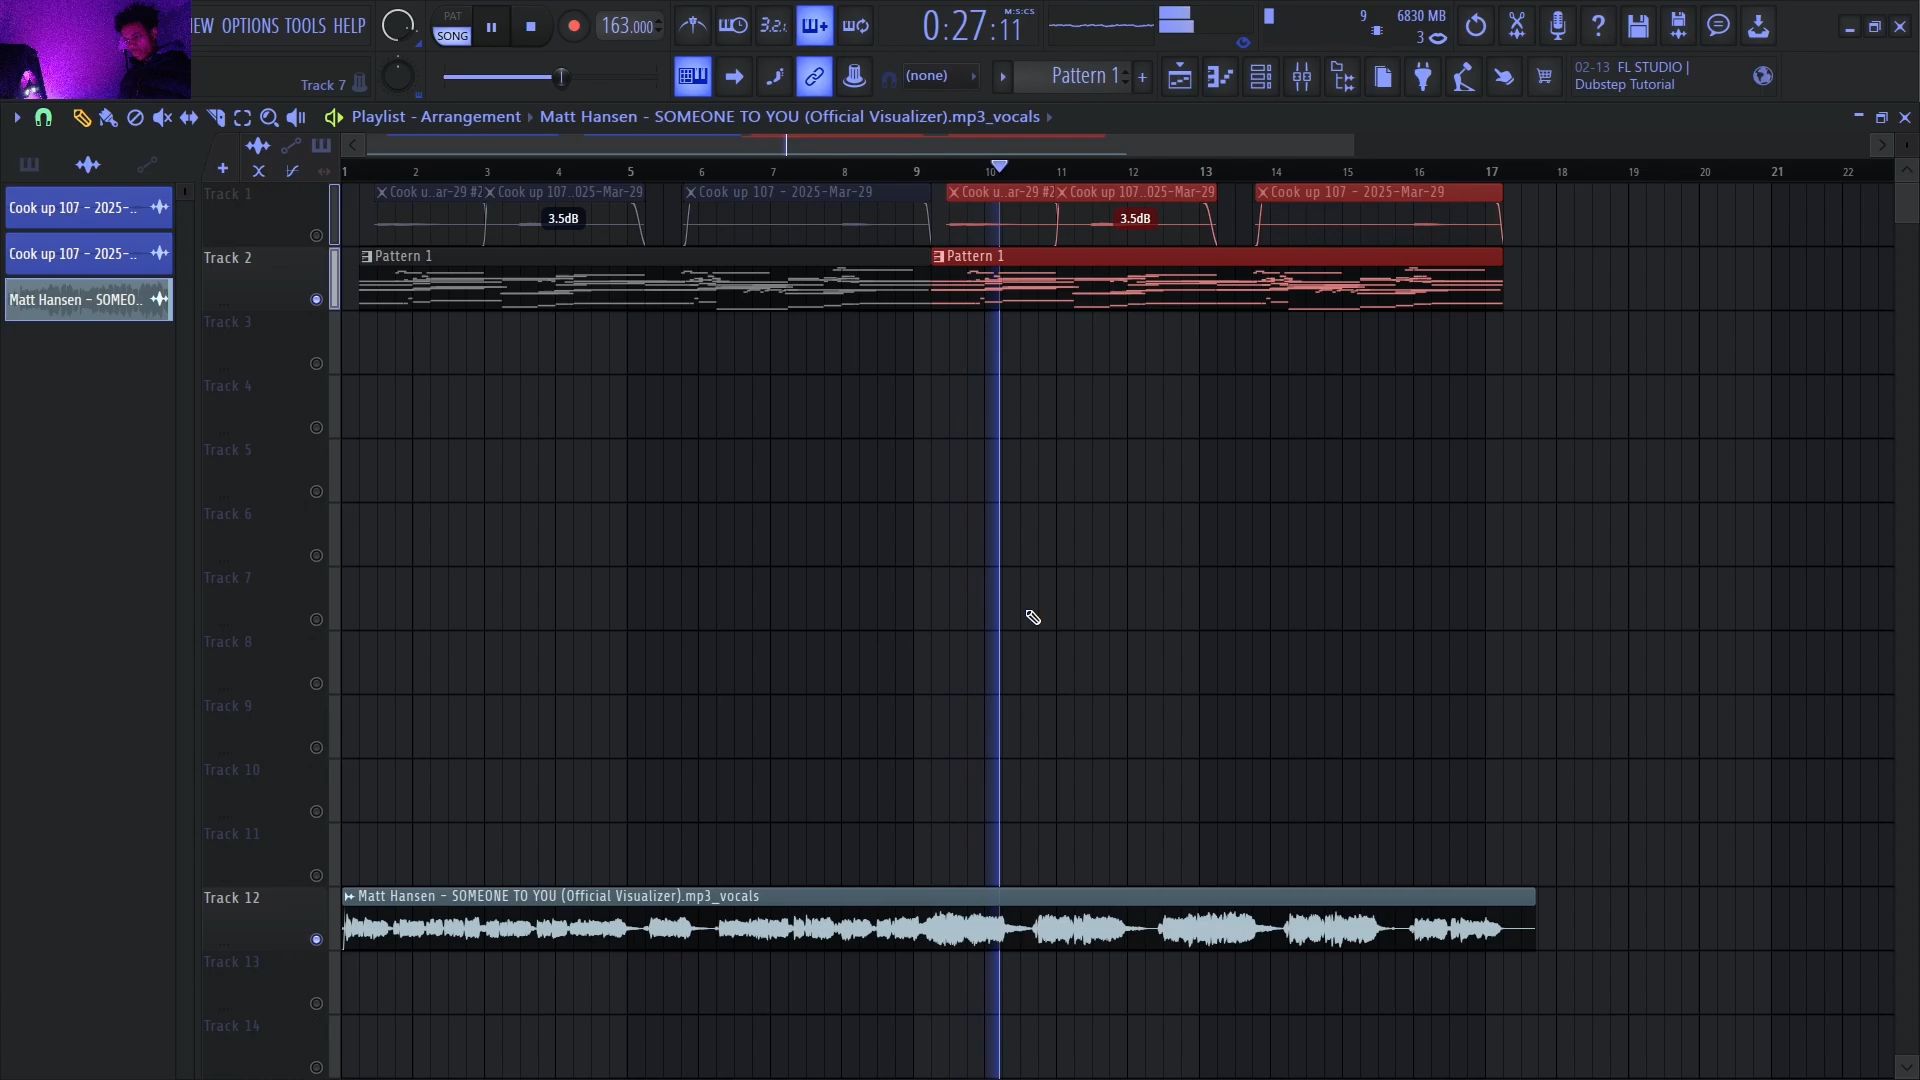 IEW OPTIONS TOOLS HELP
Track 7
PAT
SONG
163.000
3.2.
0:27:11
M:S:CS
9
6830 MB
3
(none)
Pattern 1
+
02-13 FL STUDIO |
Dubstep Tutorial
Playlist - Arrangement › Matt Hansen - SOMEONE TO YOU (Official Visualizer).mp3_vocals ›
1 2 3 4 5 6 7 8 9 10 11 12 13 14 15 16 17 18 19 20 21 22
Cook up 107 - 2025-..
Cook up 107 - 2025-..
Matt Hansen - SOMEO..
Track 1
Cook u..ar-29 #2
Cook up 107..025-Mar-29
Cook up 107 - 2025-Mar-29
Cook u..ar-29 #2
Cook up 107..025-Mar-29
Cook up 107 - 2025-Mar-29
3.5dB
3.5dB
Track 2
Pattern 1
Pattern 1
Track 3
Track 4
Track 5
Track 6
Track 7
Track 8
Track 9
Track 10
Track 11
Track 12
Matt Hansen - SOMEONE TO YOU (Official Visualizer).mp3_vocals
Track 13
Track 14